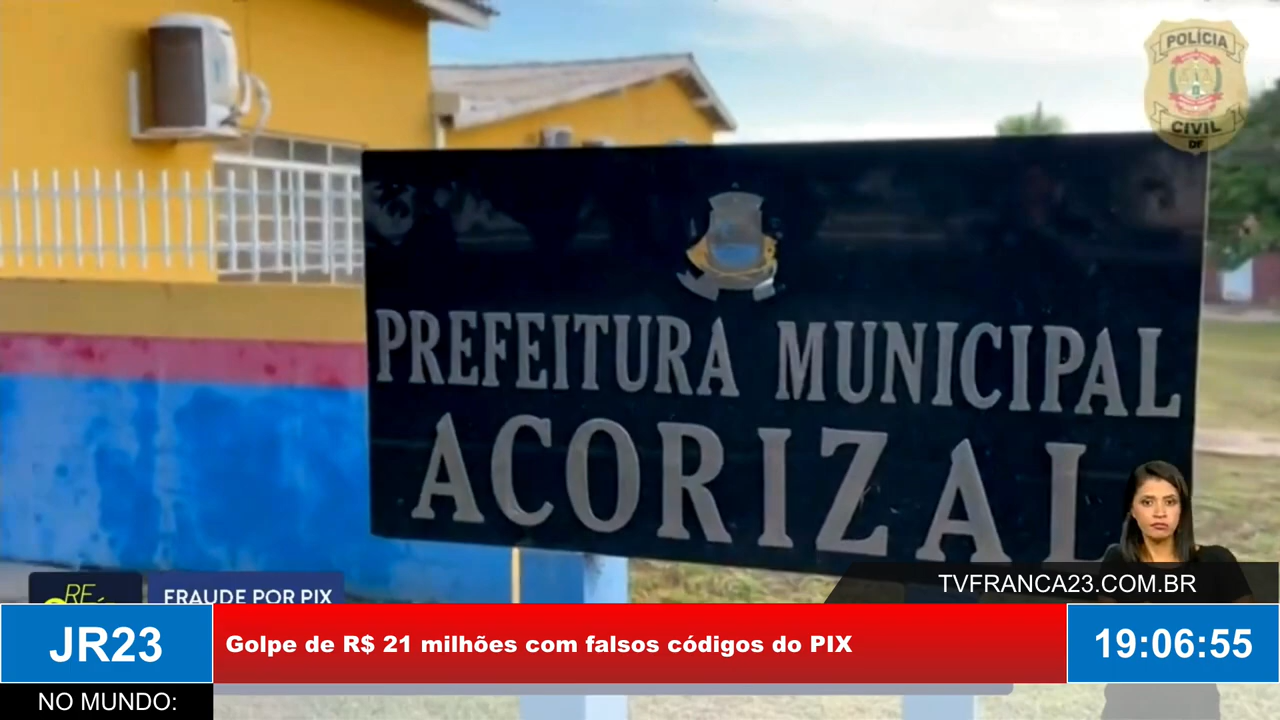 POLÍCIA
CIVIL
DF
PREFEITURA MUNICIPAL
ACORIZAL
FRAUDE POR PIX
TVFRANCA23.COM.BR
JR23
Golpe de R$ 21 milhões com falsos códigos do PIX
19:06:55
NO MUNDO: